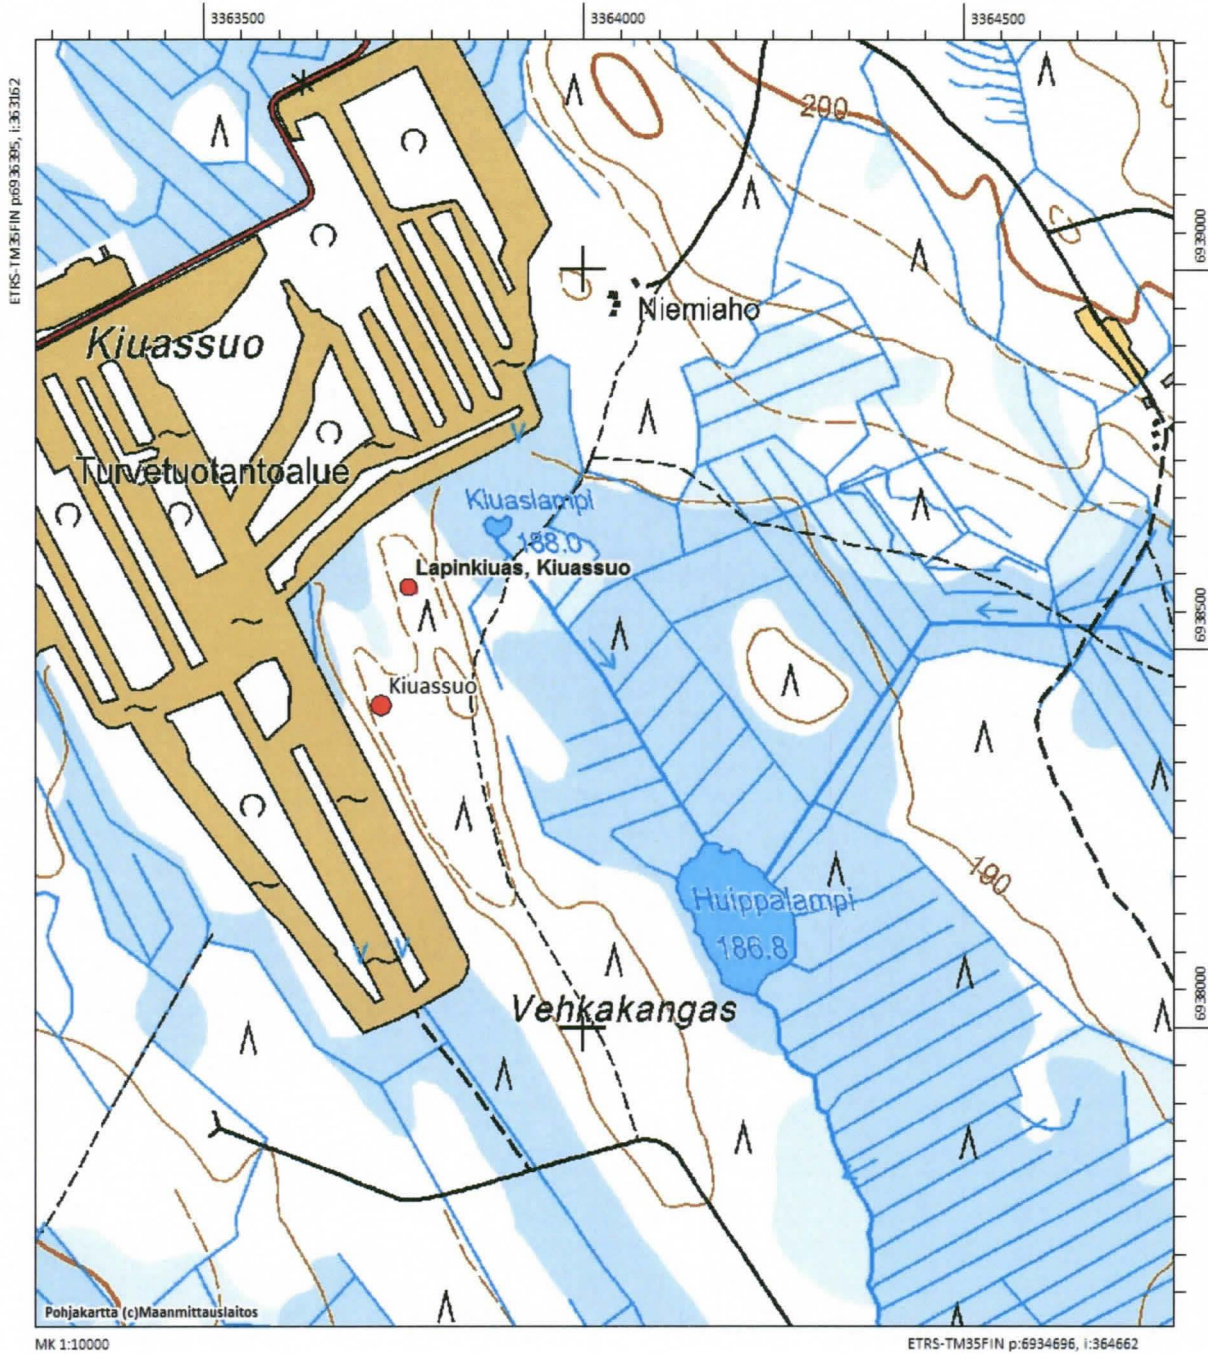 3363500
3364000
3364500
ETRS-TM35FIN p:6936395, i:363162
200
6939000
Niemiaho
Kiuassuo
Turvetuotantoalue
Kiuaslampi
188.0
Lapinkiuas, Kiuassuo
6938500
Kiuassuo
190
Huippalampi
186.8
Vehkakangas
6938000
Pohjakartta (c)Maanmittauslaitos
MK 1:10000
ETRS-TM35FIN p:6934696, i:364662